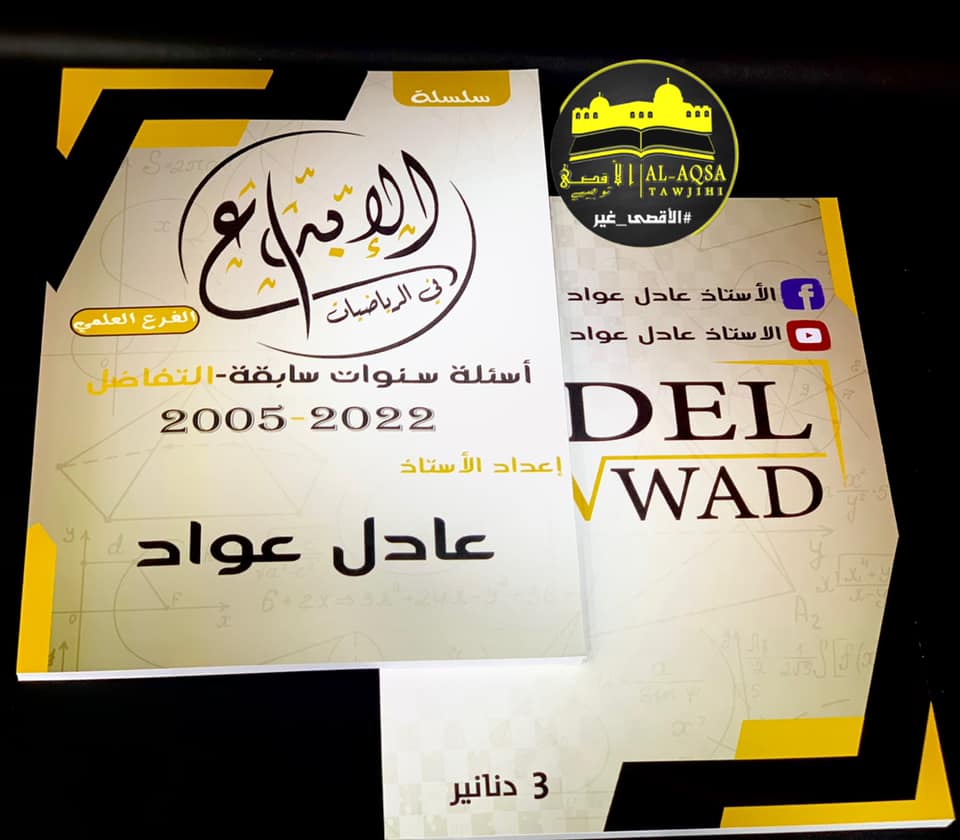 سلسلة
الإبداع
في الرياضيات
الفرع العلمي
أسئلة سنوات سابقة-التفاضل
2005-2022
إعداد الأستاذ
عادل عواد
الأقصى توجيهي
AL-AQSA
TAWJIHI
#الأقصى_غير
الأستاذ عادل عواد
الاستاذ عادل عواد
DEL
WAD
3 دنانير